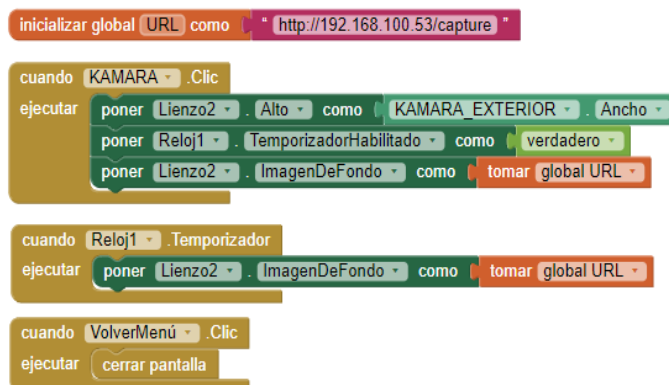 inicializar global URL como " http://192.168.100.53/capture "
cuando KAMARA .Clic
ejecutar poner Lienzo2 . Alto como KAMARA_EXTERIOR . Ancho
poner Reloj1 . TemporizadorHabilitado como verdadero
poner Lienzo2 . ImagenDeFondo como tomar global URL
cuando Reloj1 .Temporizador
ejecutar poner Lienzo2 . ImagenDeFondo como tomar global URL
cuando VolverMenú .Clic
ejecutar cerrar pantalla